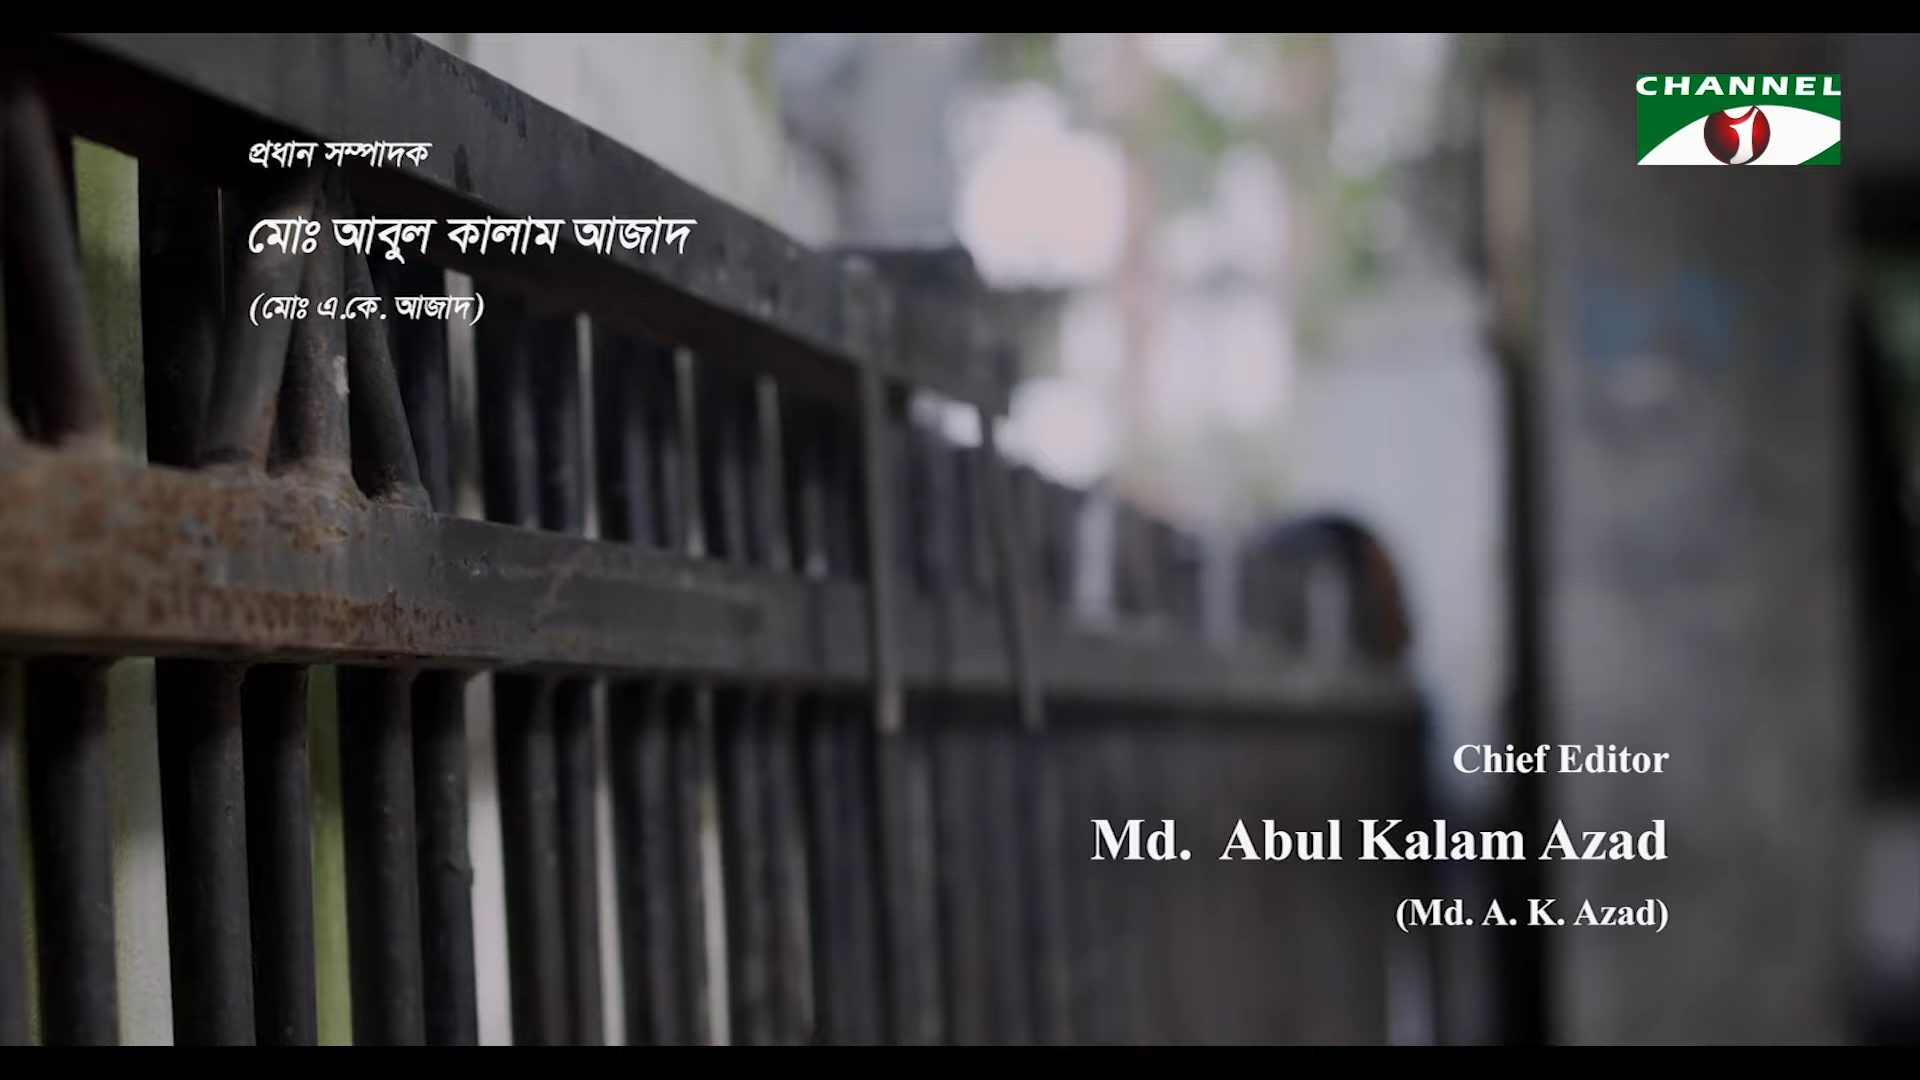 CHANNEL
প্রধান সম্পাদক
মোঃ আবুল কালাম আজাদ
(মোঃ এ.কে. আজাদ)
Chief Editor
Md. Abul Kalam Azad
(Md. A. K. Azad)